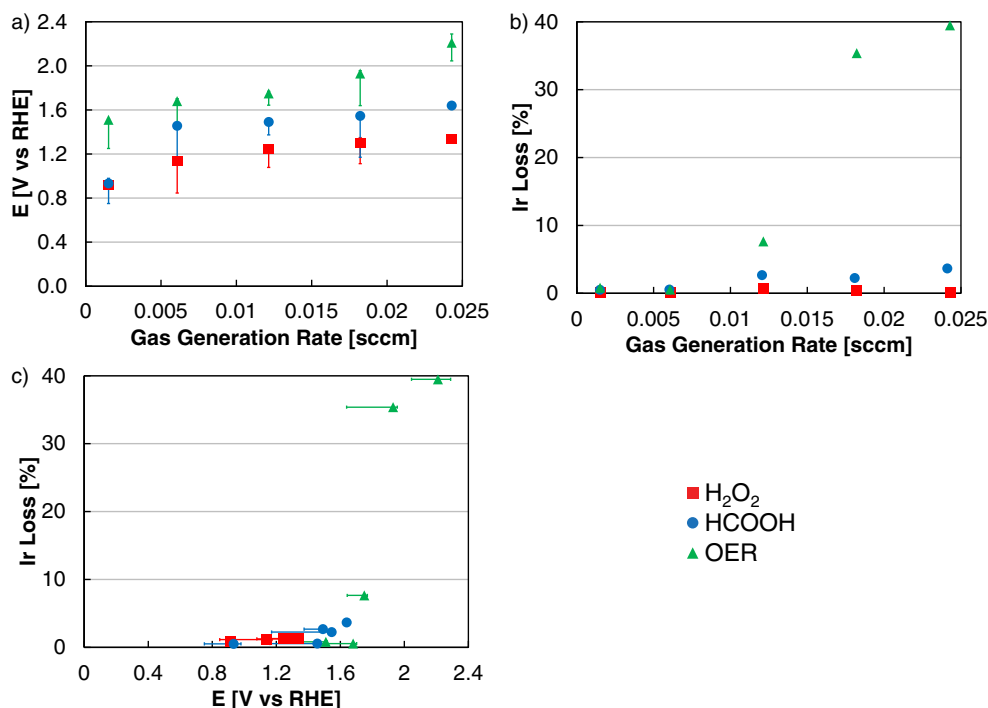 a)
2.4
2.0
1.6
1.2
0.8
0.4
0.0
E [V vs RHE]
0 0.005 0.01 0.015 0.02 0.025
Gas Generation Rate [sccm]
b)
40
30
20
10
0
Ir Loss [%]
0 0.005 0.01 0.015 0.02 0.025
Gas Generation Rate [sccm]
c)
40
30
20
10
0
Ir Loss [%]
0 0.4 0.8 1.2 1.6 2 2.4
E [V vs RHE]
H₂O₂
HCOOH
OER